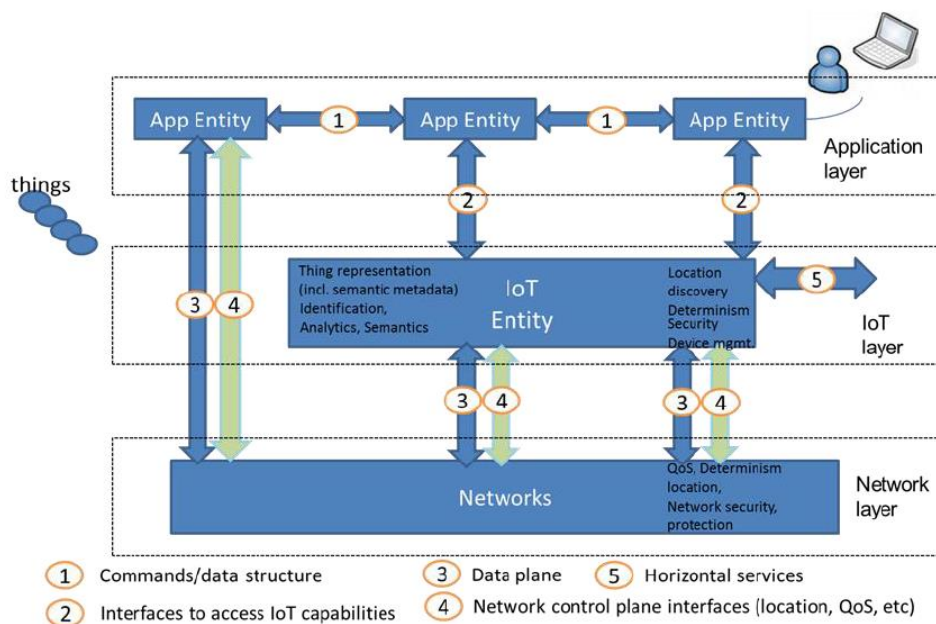 App Entity
1
App Entity
1
App Entity
Application
layer
things
2
2
Thing representation
(incl. semantic metadata)
Identification,
Analytics, Semantics
IoT
Entity
Location
discovery
Determinism
Security
Device mgmt.
5
IoT
layer
3
4
3
4
3
4
Networks
QoS, Determinism
location,
Network security,
protection
Network
layer
1 Commands/data structure
3 Data plane
5 Horizontal services
2 Interfaces to access IoT capabilities
4 Network control plane interfaces (location, QoS, etc)